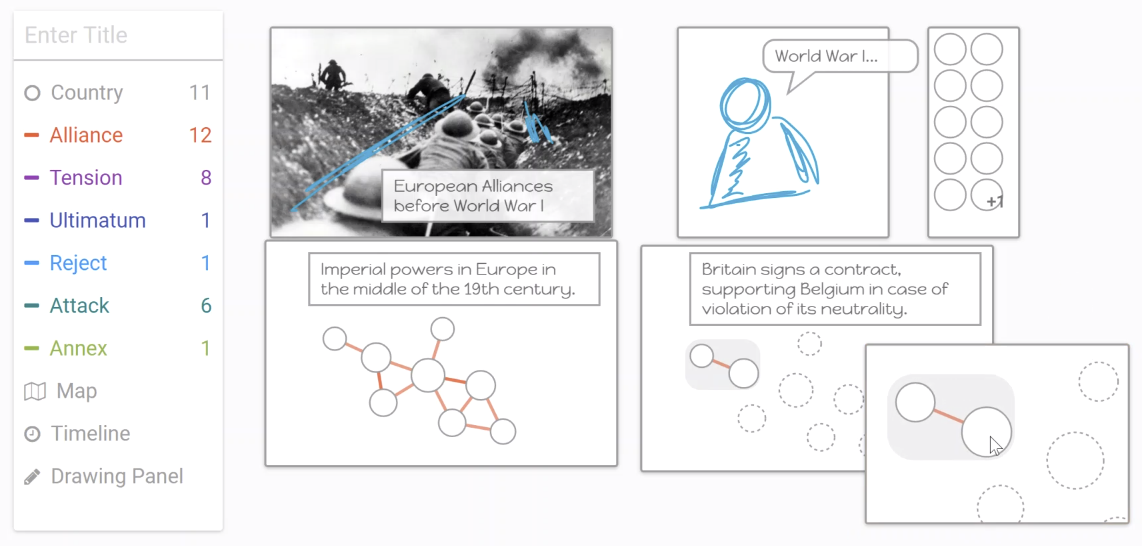 Enter Title
Country 11
Alliance 12
Tension 8
Ultimatum 1
Reject 1
Attack 6
Annex 1
Map
Timeline
Drawing Panel
European Alliances
before World War I
World War I...
+1
Imperial powers in Europe in
the middle of the 19th century.
Britain signs a contract,
supporting Belgium in case of
violation of its neutrality.